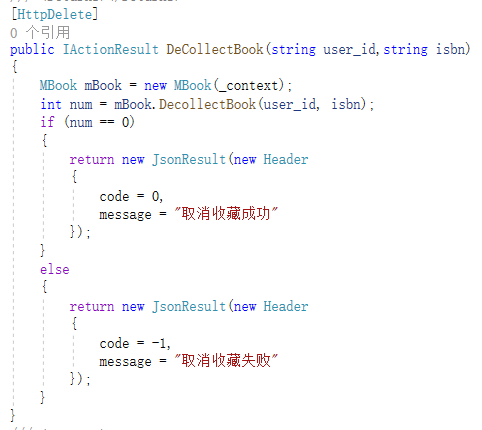 [HttpDelete]
0 个引用
public IActionResult DeCollectBook(string user_id,string isbn)
{
MBook mBook = new MBook(_context);
int num = mBook.DecollectBook(user_id, isbn);
if (num == 0)
{
return new JsonResult(new Header
{
code = 0,
message = "取消收藏成功"
});
}
else
{
return new JsonResult(new Header
{
code = -1,
message = "取消收藏失败"
});
}
}